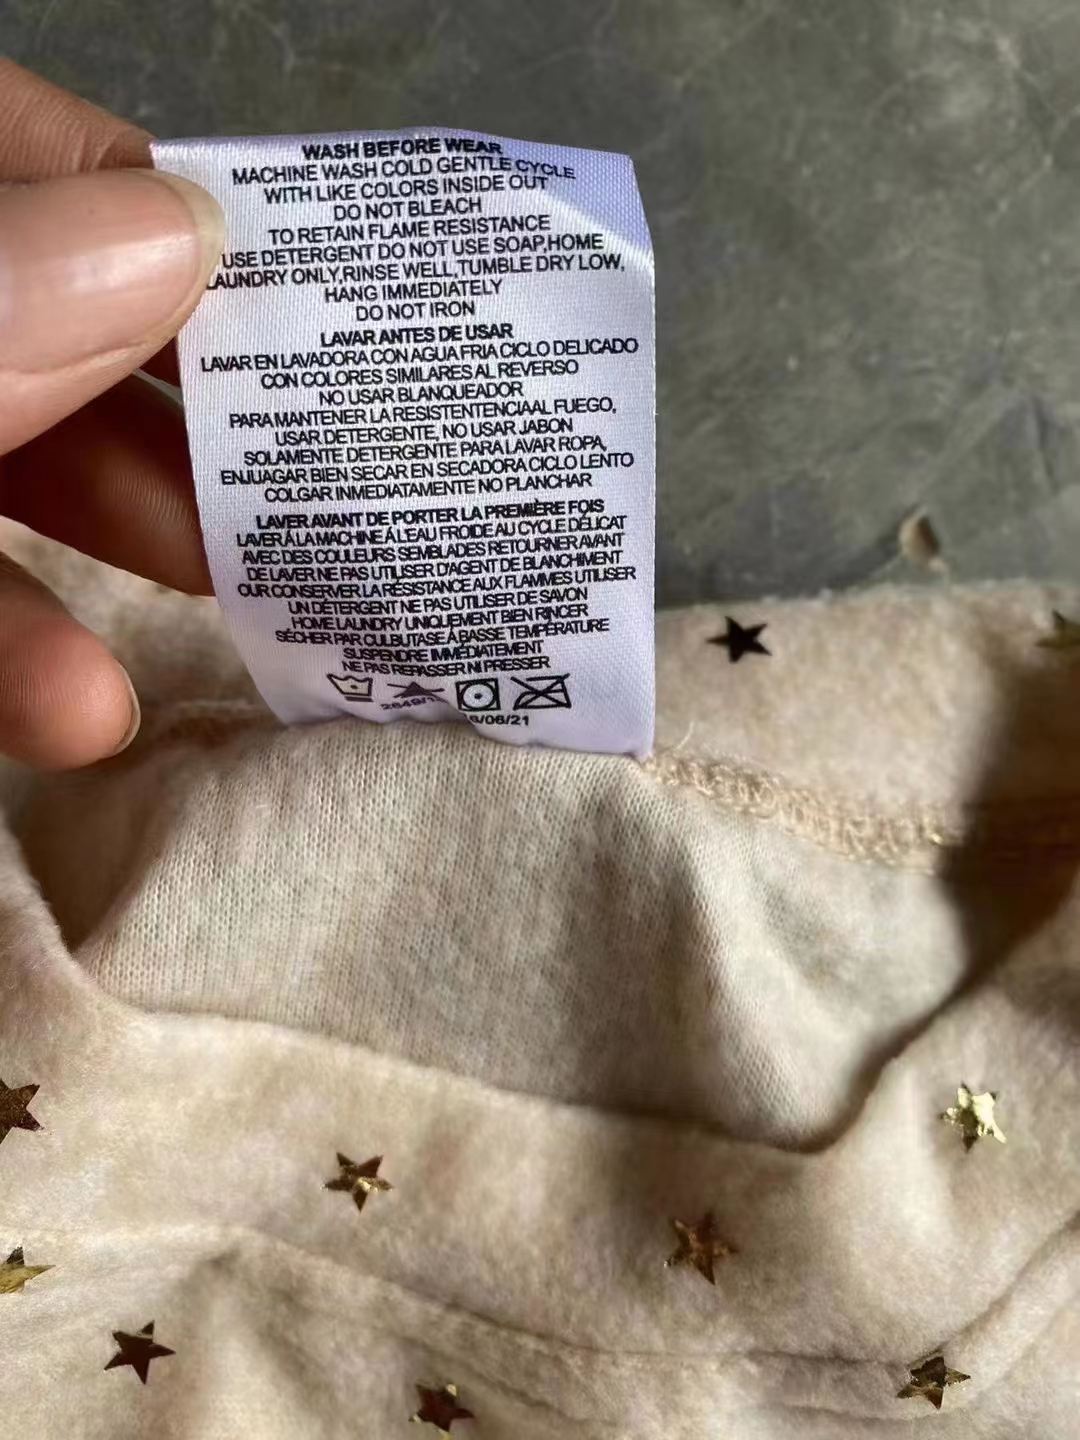 WASH BEFORE WEAR
MACHINE WASH COLD GENTLE CYCLE
WITH LIKE COLORS INSIDE OUT
DO NOT BLEACH
TO RETAIN FLAME RESISTANCE
USE DETERGENT DO NOT USE SOAP,HOME
LAUNDRY ONLY,RINSE WELL,TUMBLE DRY LOW,
HANG IMMEDIATELY
DO NOT IRON
LAVAR ANTES DE USAR
LAVAR EN LAVADORA CON AGUA FRIA CICLO DELICADO
CON COLORES SIMILARES AL REVERSO
NO USAR BLANQUEADOR
PARA MANTENER LA RESISTENTENCIAAL FUEGO,
USAR DETERGENTE, NO USAR JABON
SOLAMENTE DETERGENTE PARA LAVAR ROPA,
ENJUAGAR BIEN SECAR EN SECADORA CICLO LENTO
COLGAR INMEDIATAMENTE NO PLANCHAR
LAVER AVANT DE PORTER LA PREMIÈRE FOIS
LAVER Á LA MACHINE Á LEAU FROIDE AU CYCLE DÉLICAT
AVEC DES COULEURS SEMBLADES RETOURNER AVANT
DE LAVER NE PAS UTILISER D'AGENT DE BLANCHIMENT
OUR CONSERVER LA RÉSISTANCE AUX FLAMMES UTILISER
UN DÉTERGENT NE PAS UTILISER DE SAVON
HOME LAUNDRY UNIQUEMENT BIEN RINCER
SÉCHER PAR CULBUTASE Á BASSE TEMPÉRATURE
SUSPENDRE IMMÉDIATEMENT
NE PAS REPASSER NI PRESSER
2649/1
6/06/21